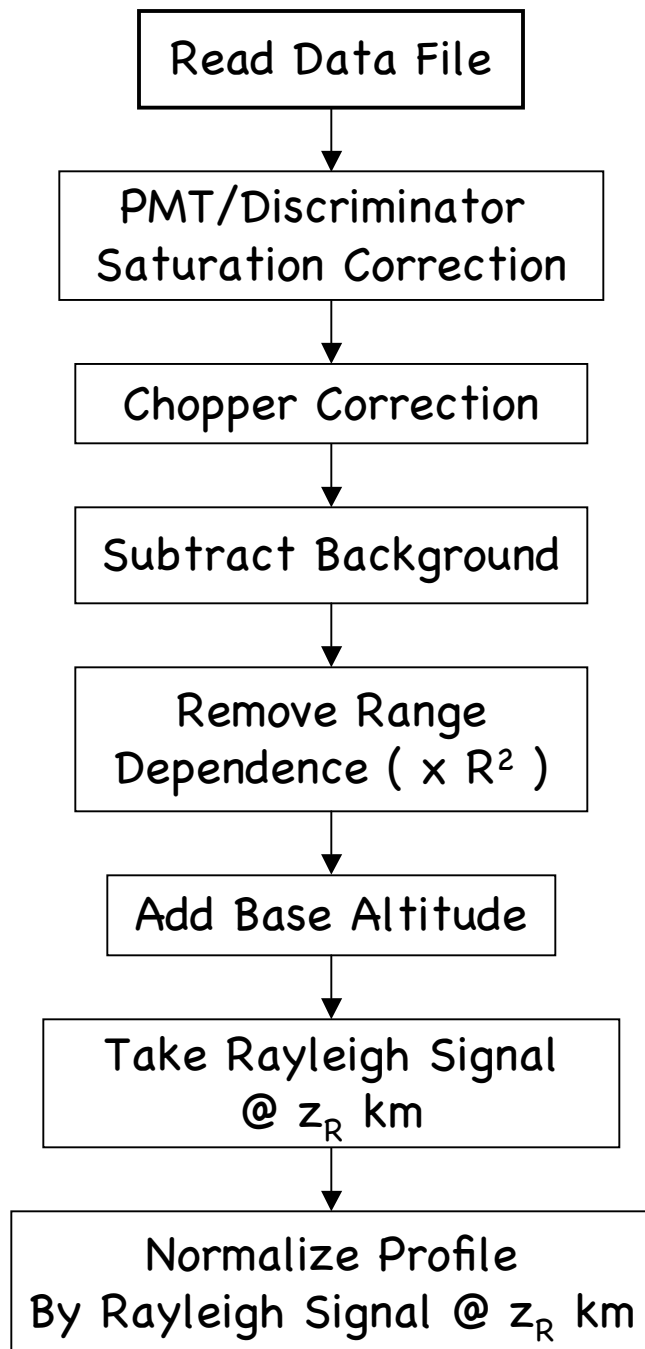 Read Data File
PMT/Discriminator
Saturation Correction
Chopper Correction
Subtract Background
Remove Range
Dependence ( x R² )
Add Base Altitude
Take Rayleigh Signal
@ z_R km
Normalize Profile
By Rayleigh Signal @ z_R km